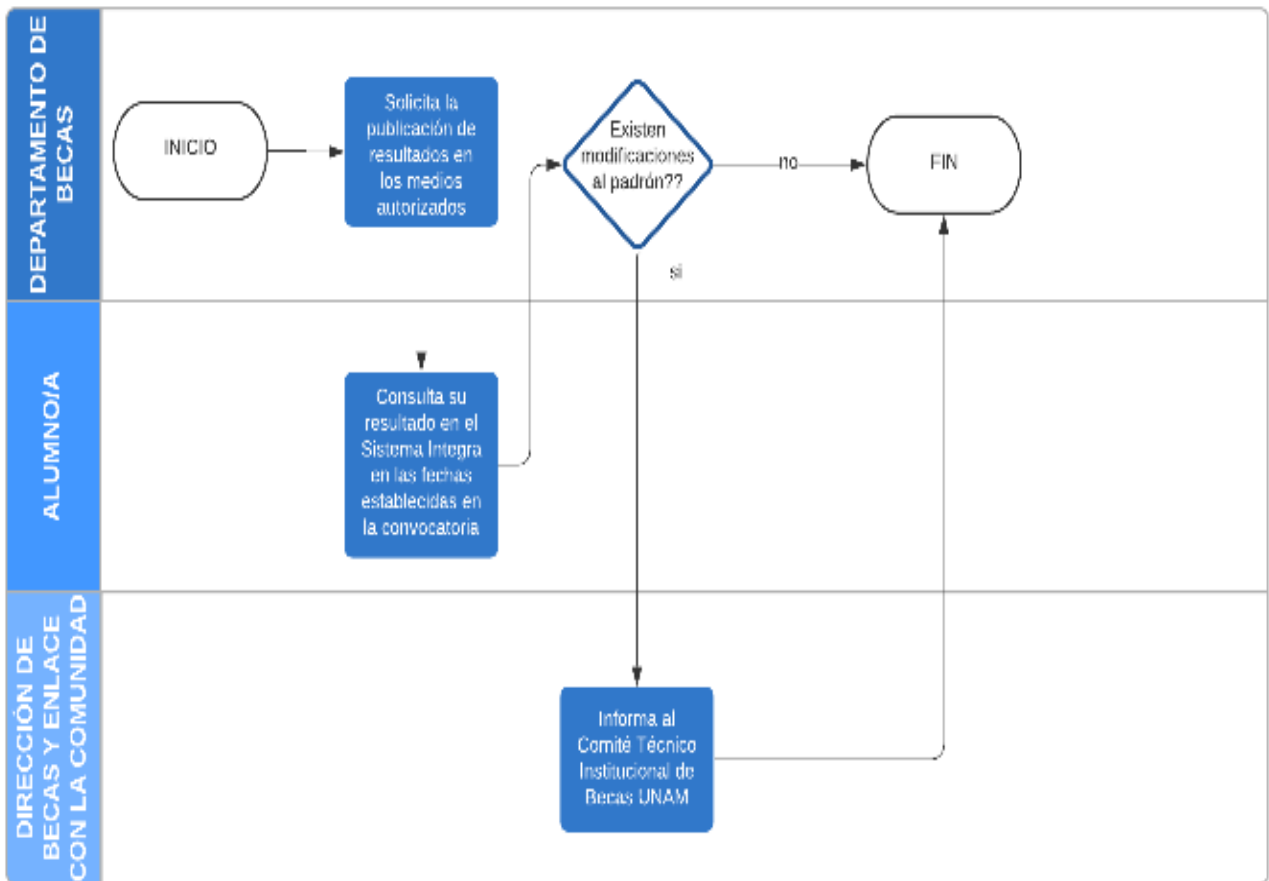 DEPARTAMENTO DE
BECAS
INICIO
Solicita la
publicación de
resultados en
los medios
autorizados
Existen
modificaciones
al padrón??
no
FIN
si
ALUMNO/A
Consulta su
resultado en el
Sistema Integra
en las fechas
establecidas en
la convocatoria
DIRECCIÓN DE
BECAS Y ENLACE
CON LA COMUNIDAD
Informa al
Comité Técnico
Institucional de
Becas UNAM